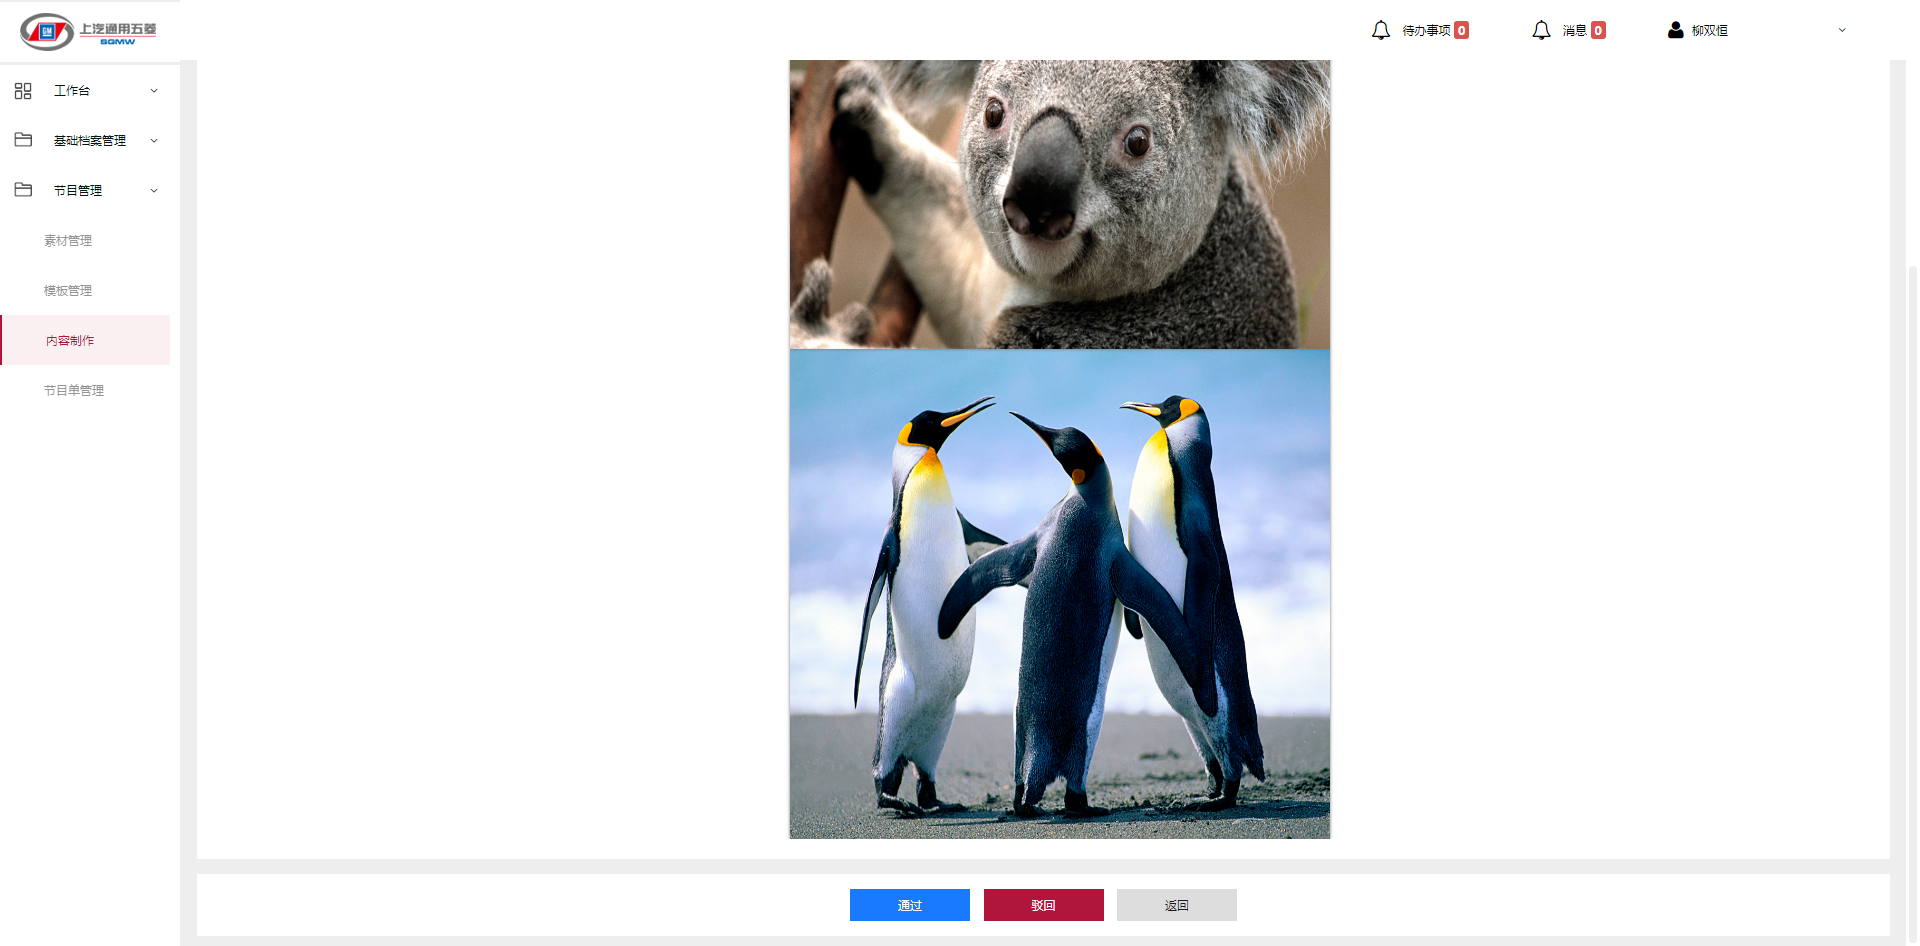 GM
上汽通用五菱
SGMW
待办事项 0
消息 0
柳双恒
工作台
基础档案管理
节目管理
素材管理
模板管理
内容制作
节目单管理
通过
驳回
返回